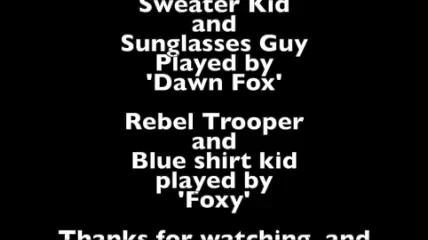 Sweater Kid
and
Sunglasses Guy
Played by
'Dawn Fox'
Rebel Trooper
and
Blue shirt kid
played by
'Foxy'
Thanks for watching, and